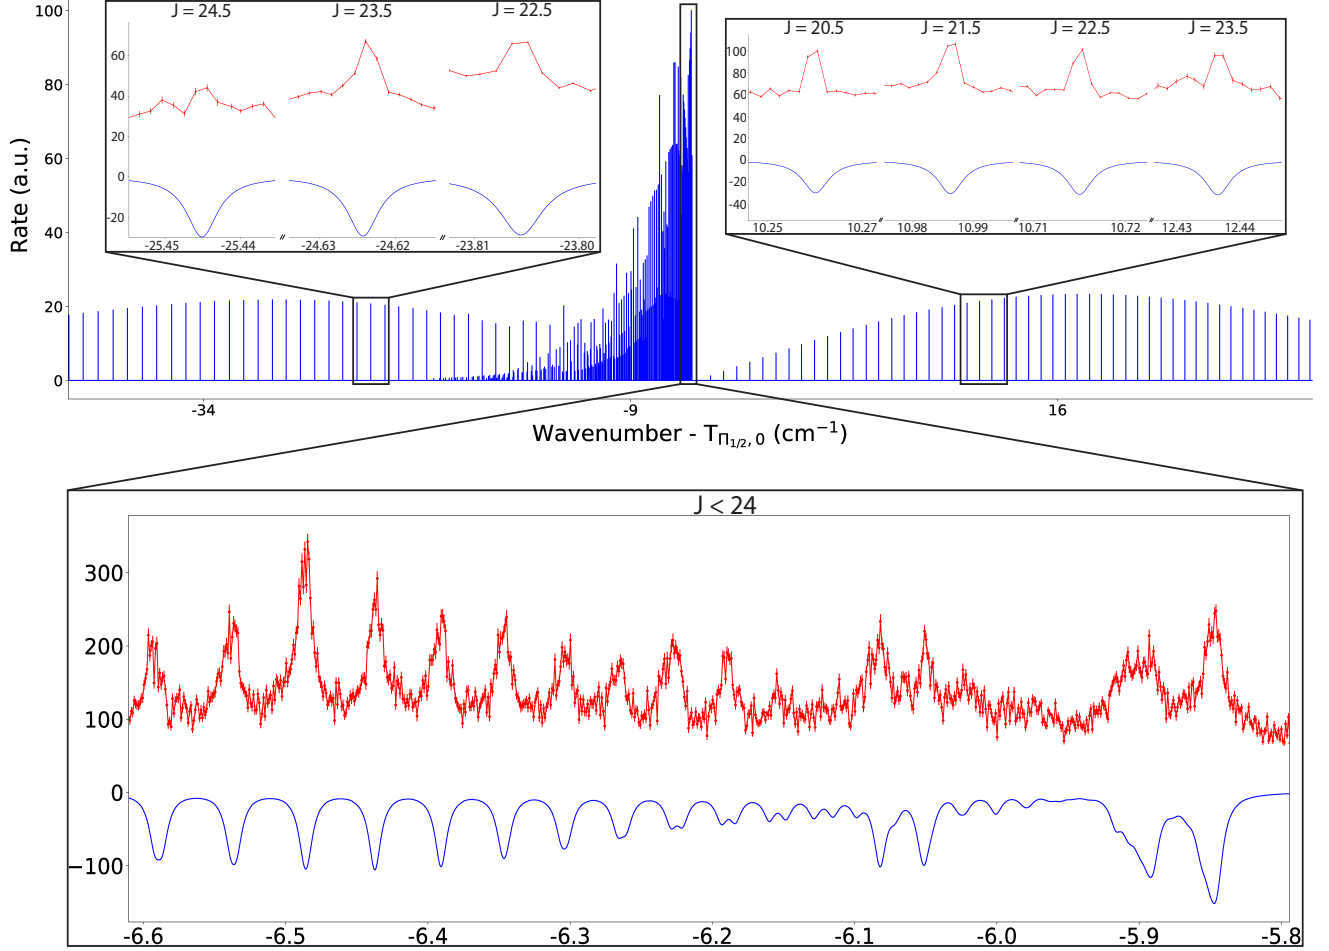 J = 24.5 J = 23.5 J = 22.5
60
40
20
0
-20
-25.45 -25.44 // -24.63 -24.62 // -23.81 -23.80
J = 20.5 J = 21.5 J = 22.5 J = 23.5
100
80
60
40
20
0
-20
-40
10.25 10.27 // 10.98 10.99 // 10.71 10.72 // 12.43 12.44
100
80
60
40
20
0
Rate (a.u.)
-34 -9 16
Wavenumber - T_{Π_{1/2}, 0} (cm⁻¹)
J < 24
300
200
100
0
−100
-6.6 -6.5 -6.4 -6.3 -6.2 -6.1 -6.0 -5.9 -5.8